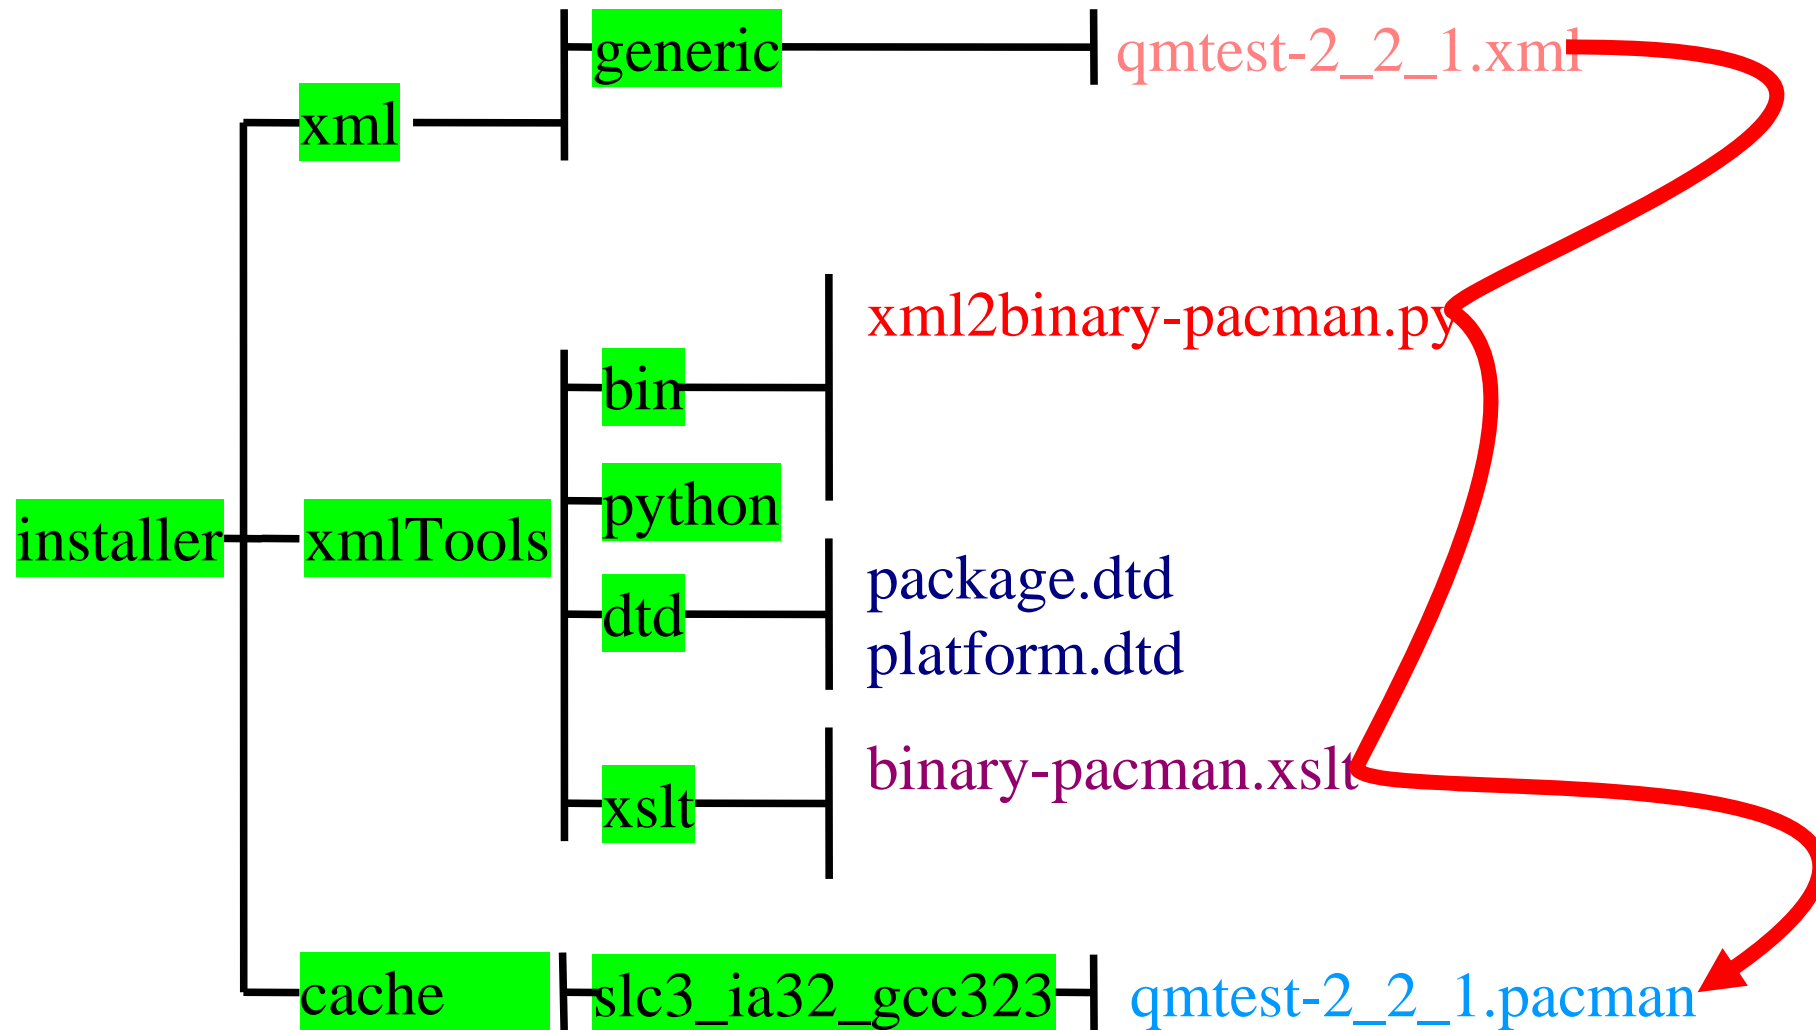 generic
qmtest-2_2_1.xml
xml
xml2binary-pacman.py
bin
python
installer
xmlTools
package.dtd
dtd
platform.dtd
binary-pacman.xslt
xslt
cache
slc3_ia32_gcc323
qmtest-2_2_1.pacman